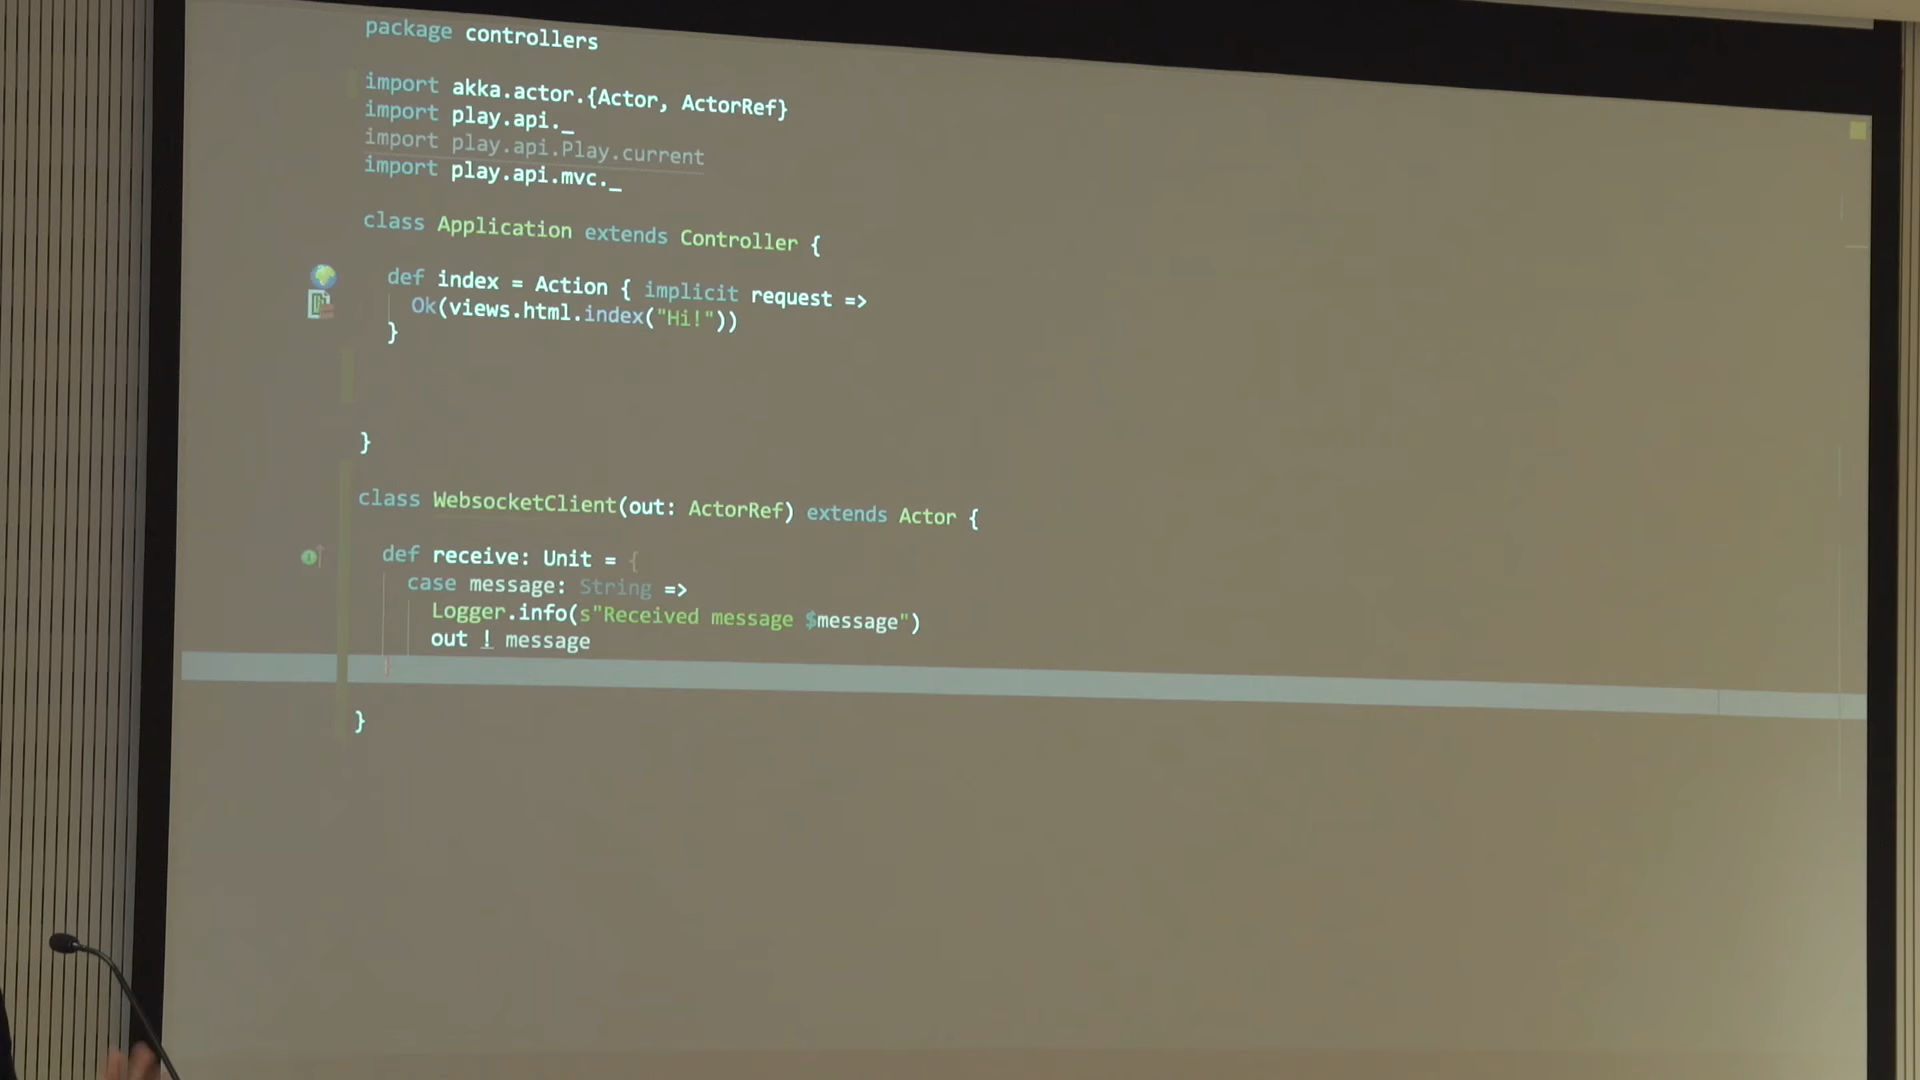 package controllers
import akka.actor.{Actor, ActorRef}
import play.api._
import play.api.Play.current
import play.api.mvc._
class Application extends Controller {
def index = Action { implicit request =>
Ok(views.html.index("Hi!"))
}
}
class WebsocketClient(out: ActorRef) extends Actor {
def receive: Unit = {
case message: String =>
Logger.info(s"Received message $message")
out ! message
}